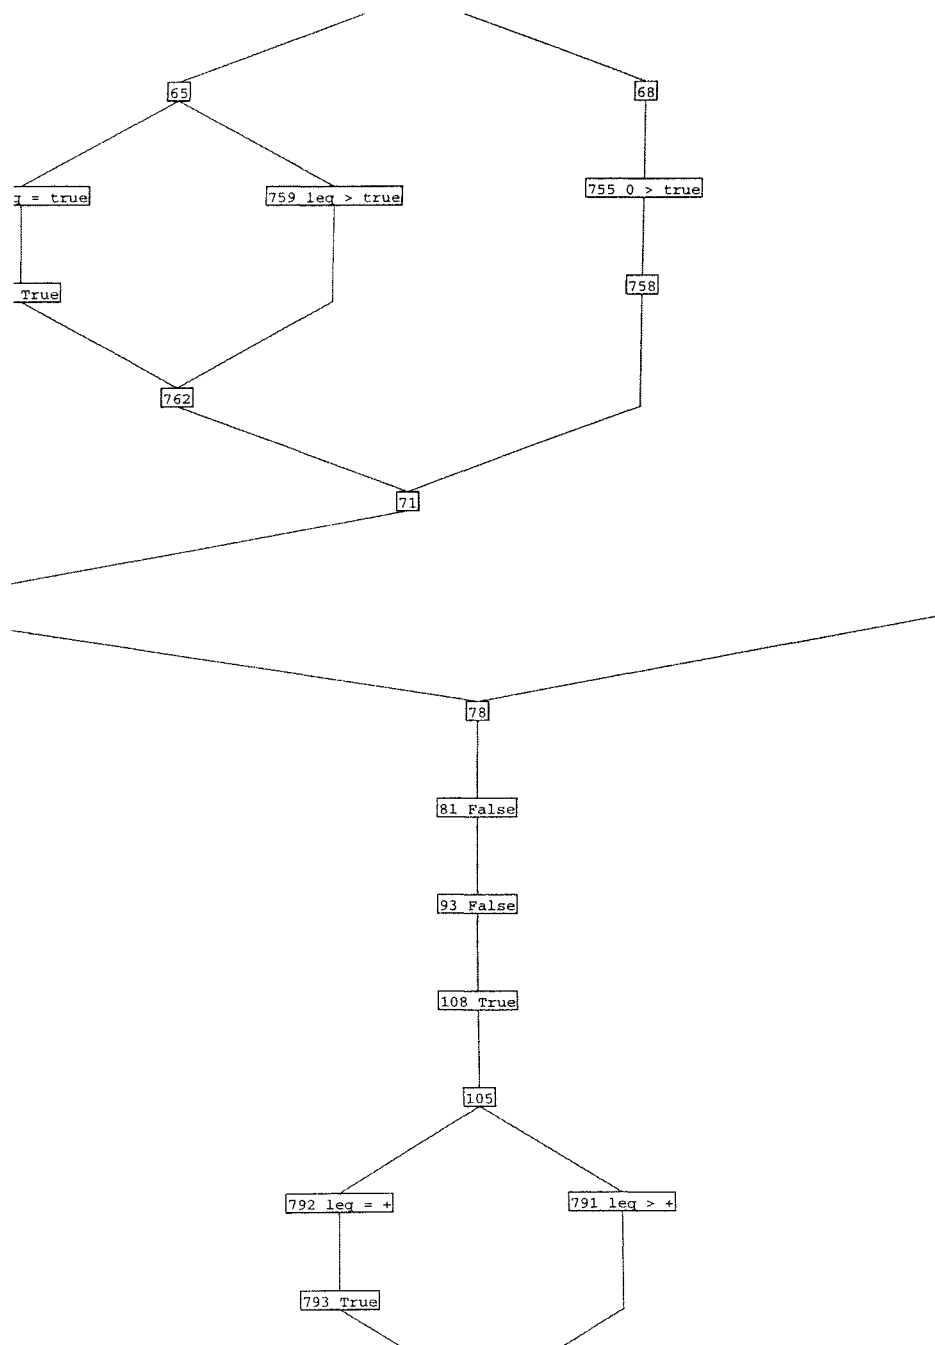 65
68
= true
759 leq > true
755 0 > true
758
True
762
71
78
81 False
93 False
108 True
105
792 leq = +
791 leq > +
793 True